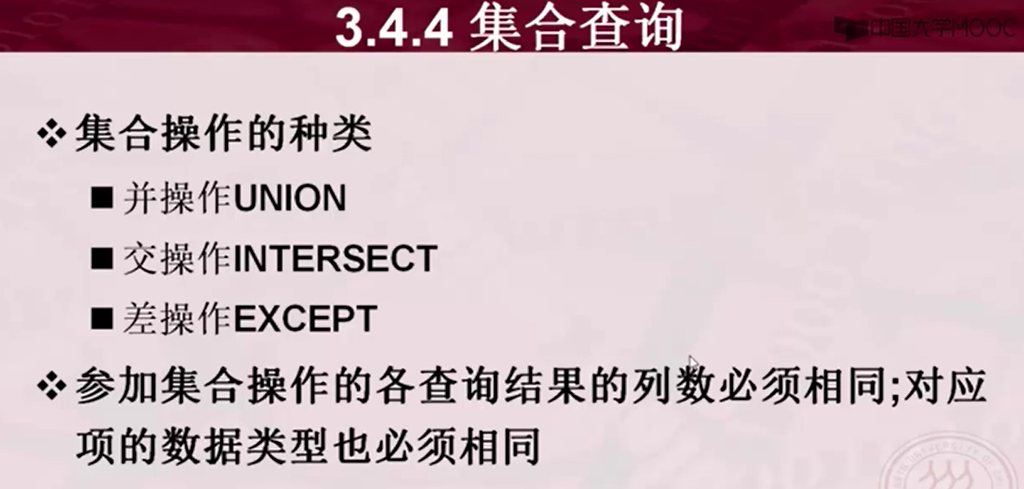 3.4.4 集合查询
中国大学MOOC
集合操作的种类
并操作UNION
交操作INTERSECT
差操作EXCEPT
参加集合操作的各查询结果的列数必须相同;对应
项的数据类型也必须相同